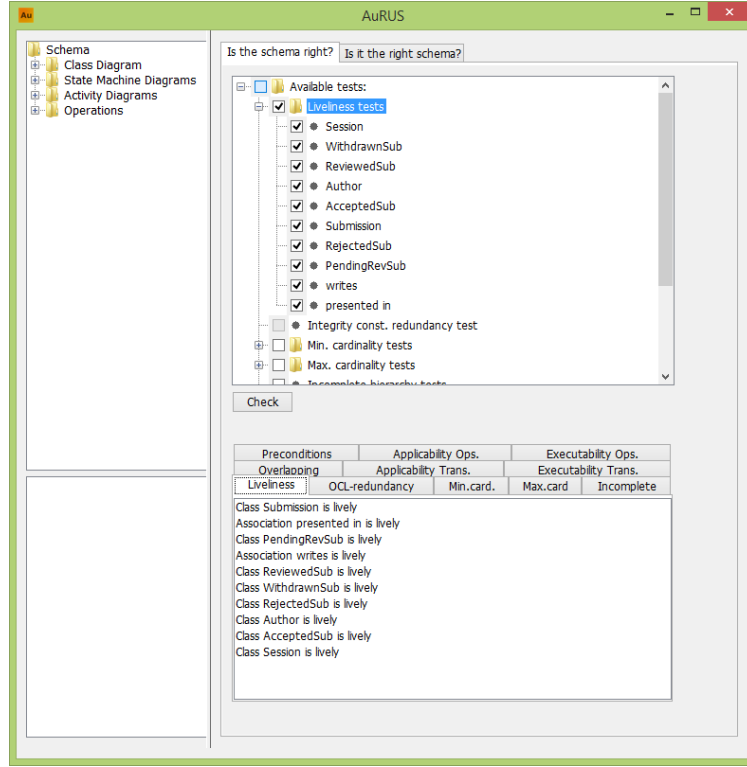 Au
AuRUS
Schema
Class Diagram
State Machine Diagrams
Activity Diagrams
Operations
Is the schema right? Is it the right schema?
Available tests:
Liveliness tests
Session
WithdrawnSub
ReviewedSub
Author
AcceptedSub
Submission
RejectedSub
PendingRevSub
writes
presented in
Integrity const. redundancy test
Min. cardinality tests
Max. cardinality tests
Incomplete hierarchy tests
Check
Preconditions Applicability Ops. Executability Ops.
Overlapping Applicability Trans. Executability Trans.
Liveliness OCL-redundancy Min.card. Max.card Incomplete
Class Submission is lively
Association presented in is lively
Class PendingRevSub is lively
Association writes is lively
Class ReviewedSub is lively
Class WithdrawnSub is lively
Class RejectedSub is lively
Class Author is lively
Class AcceptedSub is lively
Class Session is lively